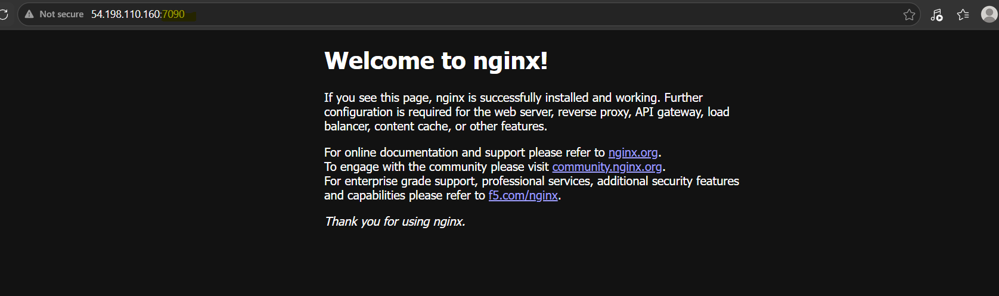 Not secure 54.198.110.160:7090
Welcome to nginx!
If you see this page, nginx is successfully installed and working. Further
configuration is required for the web server, reverse proxy, API gateway, load
balancer, content cache, or other features.
For online documentation and support please refer to nginx.org.
To engage with the community please visit community.nginx.org.
For enterprise grade support, professional services, additional security features
and capabilities please refer to f5.com/nginx.
Thank you for using nginx.